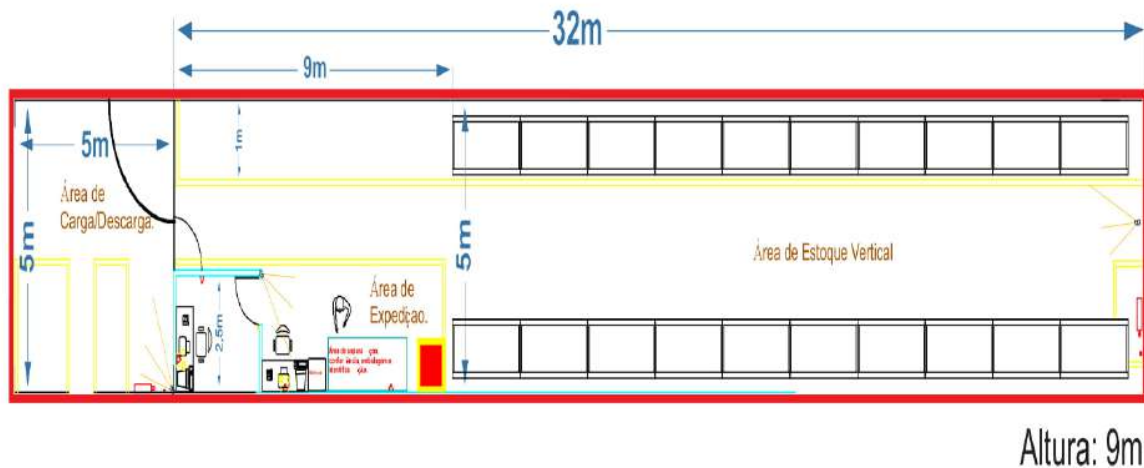 32m
9m
5m
1m
Área de
Carga/Descarga.
5m
5m
Área de Estoque Vertical
Área de
Expedição.
2,5m
Altura: 9m